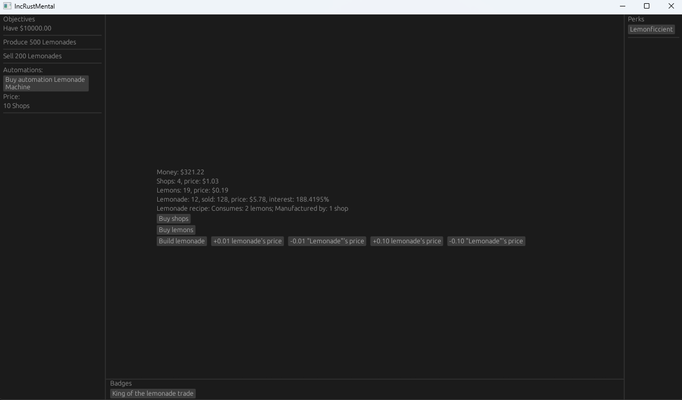 IncRustMental
Objectives
Have $10000.00
Produce 500 Lemonades
Sell 200 Lemonades
Automations:
Buy automation Lemonade
Machine
Price:
10 Shops
Money: $321.22
Shops: 4, price: $1.03
Lemons: 19, price: $0.19
Lemonade: 12, sold: 128, price: $5.78, interest: 188.4195%
Lemonade recipe: Consumes: 2 lemons; Manufactured by: 1 shop
Buy shops
Buy lemons
Build lemonade +0.01 lemonade's price -0.01 "Lemonade"'s price +0.10 lemonade's price -0.10 "Lemonade"'s price
Perks
Lemonficcient
Badges
King of the lemonade trade